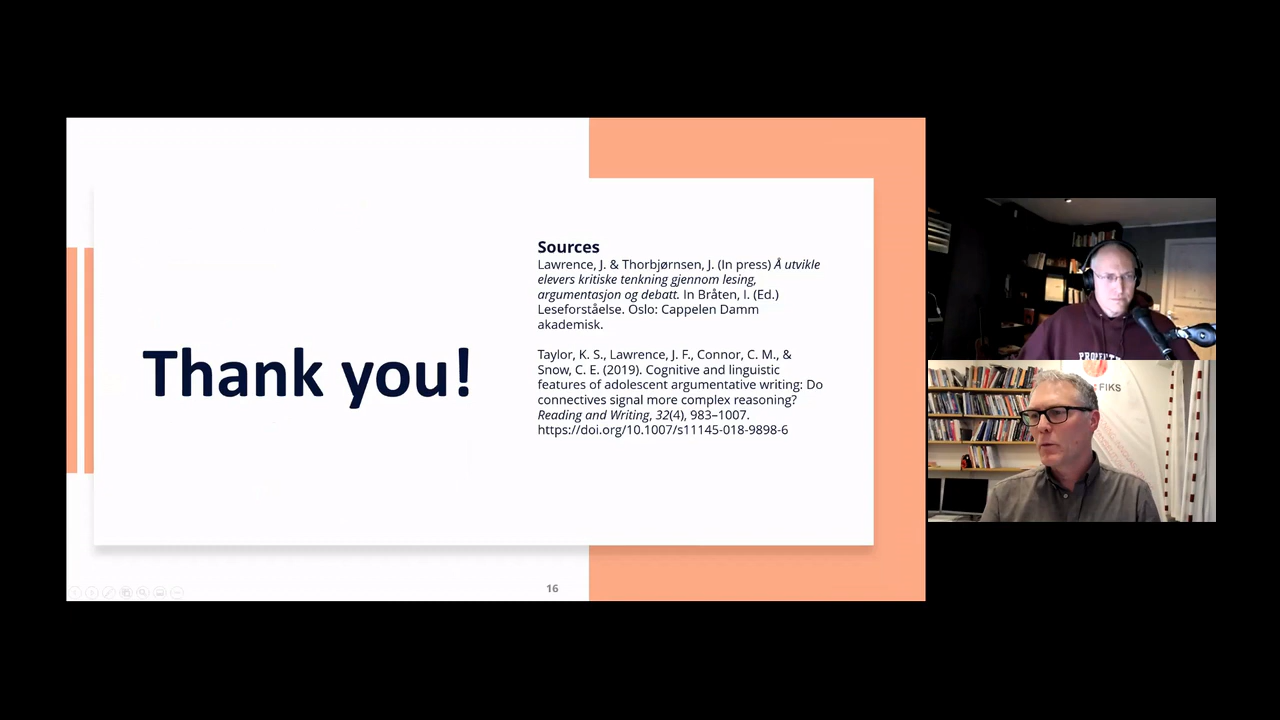 Thank you!
Sources
Lawrence, J. & Thorbjørnsen, J. (In press) Å utvikle
elevers kritiske tenkning gjennom lesing,
argumentasjon og debatt. In Bråten, I. (Ed.)
Leseforståelse. Oslo: Cappelen Damm
akademisk.
Taylor, K. S., Lawrence, J. F., Connor, C. M., &
Snow, C. E. (2019). Cognitive and linguistic
features of adolescent argumentative writing: Do
connectives signal more complex reasoning?
Reading and Writing, 32(4), 983–1007.
https://doi.org/10.1007/s11145-018-9898-6
16
FIKS